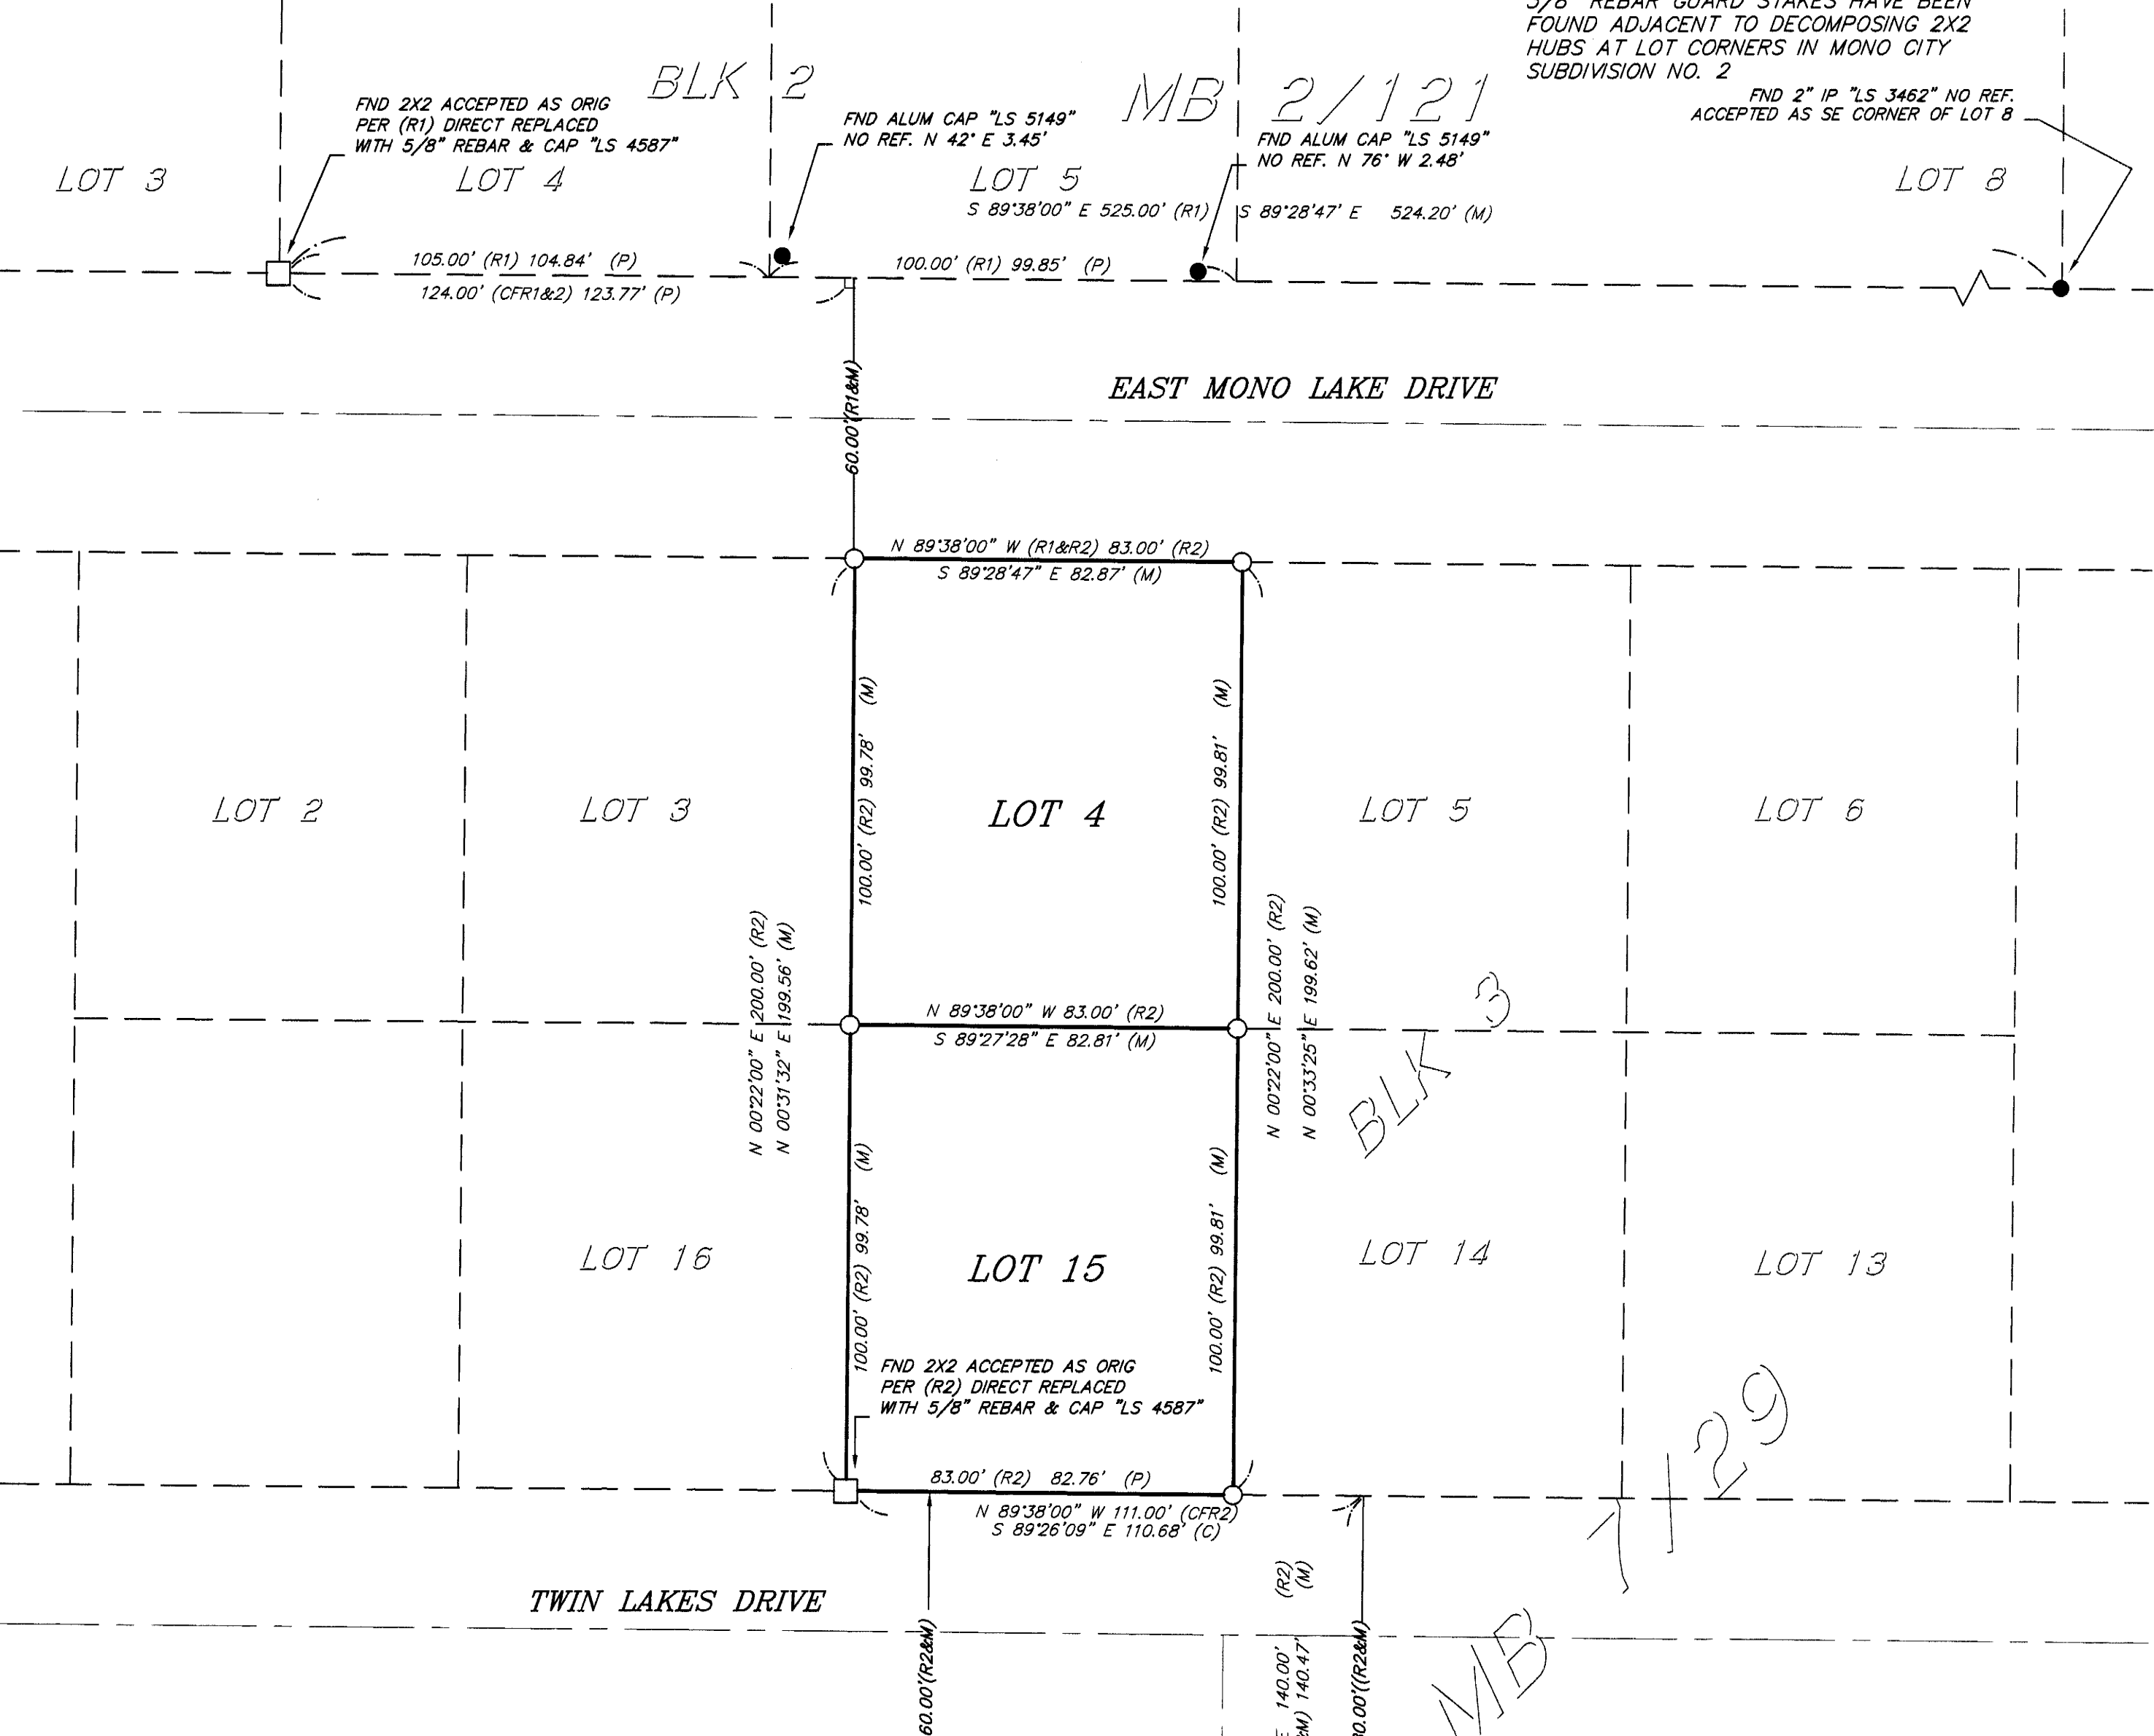 5/8" REBAR GUARD STAKES HAVE BEEN
FOUND ADJACENT TO DECOMPOSING 2X2
HUBS AT LOT CORNERS IN MONO CITY
SUBDIVISION NO. 2
FND 2" IP "LS 3462" NO REF.
ACCEPTED AS SE CORNER OF LOT 8
BLK 2
MB 2/121
FND 2X2 ACCEPTED AS ORIG
PER (R1) DIRECT REPLACED
WITH 5/8" REBAR & CAP "LS 4587"
FND ALUM CAP "LS 5149"
NO REF. N 42° E 3.45'
FND ALUM CAP "LS 5149"
NO REF. N 76° W 2.48'
LOT 3
LOT 4
LOT 5
LOT 8
S 89°38'00" E 525.00' (R1)
S 89°28'47' E 524.20' (M)
105.00' (R1) 104.84' (P)
100.00' (R1) 99.85' (P)
124.00' (CFR1&2) 123.77' (P)
60.00'(R1&M)
EAST MONO LAKE DRIVE
N 89°38'00" W (R1&R2) 83.00' (R2)
S 89°28'47" E 82.87' (M)
100.00' (R2) 99.78' (M)
100.00' (R2) 99.81' (M)
LOT 2
LOT 3
LOT 4
LOT 5
LOT 6
N 00°22'00" E 200.00' (R2)
N 00°31'32" E 199.56' (M)
N 00°22'00" E 200.00' (R2)
N 00°33'25" E 199.62' (M)
N 89°38'00" W 83.00' (R2)
S 89°27'28" E 82.81' (M)
BLK 3
100.00' (R2) 99.78' (M)
100.00' (R2) 99.81' (M)
LOT 16
LOT 15
LOT 14
LOT 13
FND 2X2 ACCEPTED AS ORIG
PER (R2) DIRECT REPLACED
WITH 5/8" REBAR & CAP "LS 4587"
83.00' (R2) 82.76' (P)
N 89°38'00" W 111.00' (CFR2)
S 89°26'09" E 110.68' (C)
TWIN LAKES DRIVE
60.00'(R2&M)
E 140.00' (R2)
140.47' (M)
((R2&M)
MB 7/29